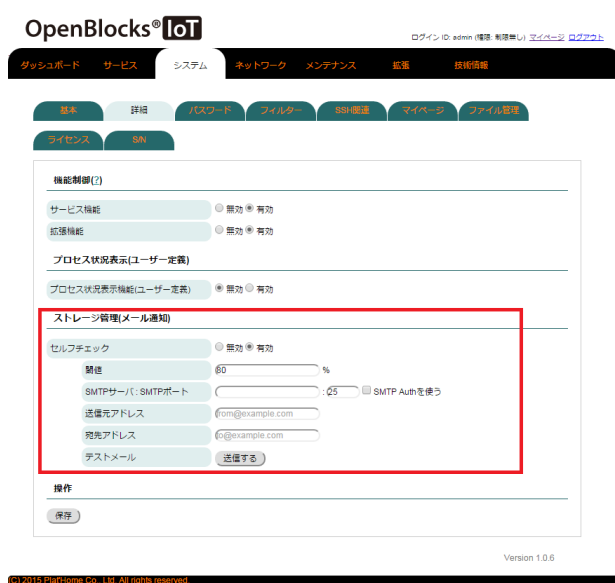 OpenBlocks® IoT
ログイン ID: admin (権限: 制限無し) マイページ ログアウト
ダッシュボード サービス システム ネットワーク メンテナンス 拡張 技術情報
基本 詳細 パスワード フィルター SSH関連 マイページ ファイル管理
ライセンス S/N
機能制御(?)
サービス機能 無効 有効
拡張機能 無効 有効
プロセス状況表示(ユーザー定義)
プロセス状況表示機能(ユーザー定義) 無効 有効
ストレージ管理(メール通知)
セルフチェック 無効 有効
閾値 80 %
SMTPサーバ : SMTPポート : 25 SMTP Authを使う
送信元アドレス from@example.com
宛先アドレス to@example.com
テストメール 送信する
操作
保存
Version 1.0.6
(C) 2015 Plat'Home Co., Ltd. All rights reserved.